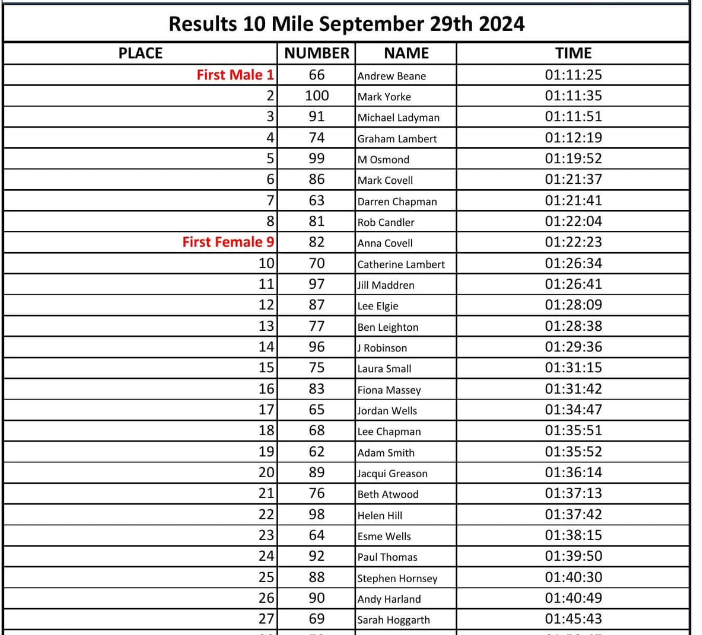 Results 10 Mile September 29th 2024
PLACE NUMBER NAME TIME
First Male 1 66 Andrew Beane 01:11:25
2 100 Mark Yorke 01:11:35
3 91 Michael Ladyman 01:11:51
4 74 Graham Lambert 01:12:19
5 99 M Osmond 01:19:52
6 86 Mark Covell 01:21:37
7 63 Darren Chapman 01:21:41
8 81 Rob Candler 01:22:04
First Female 9 82 Anna Covell 01:22:23
10 70 Catherine Lambert 01:26:34
11 97 Jill Maddren 01:26:41
12 87 Lee Elgie 01:28:09
13 77 Ben Leighton 01:28:38
14 96 J Robinson 01:29:36
15 75 Laura Small 01:31:15
16 83 Fiona Massey 01:31:42
17 65 Jordan Wells 01:34:47
18 68 Lee Chapman 01:35:51
19 62 Adam Smith 01:35:52
20 89 Jacqui Greason 01:36:14
21 76 Beth Atwood 01:37:13
22 98 Helen Hill 01:37:42
23 64 Esme Wells 01:38:15
24 92 Paul Thomas 01:39:50
25 88 Stephen Hornsey 01:40:30
26 90 Andy Harland 01:40:49
27 69 Sarah Hoggarth 01:45:43